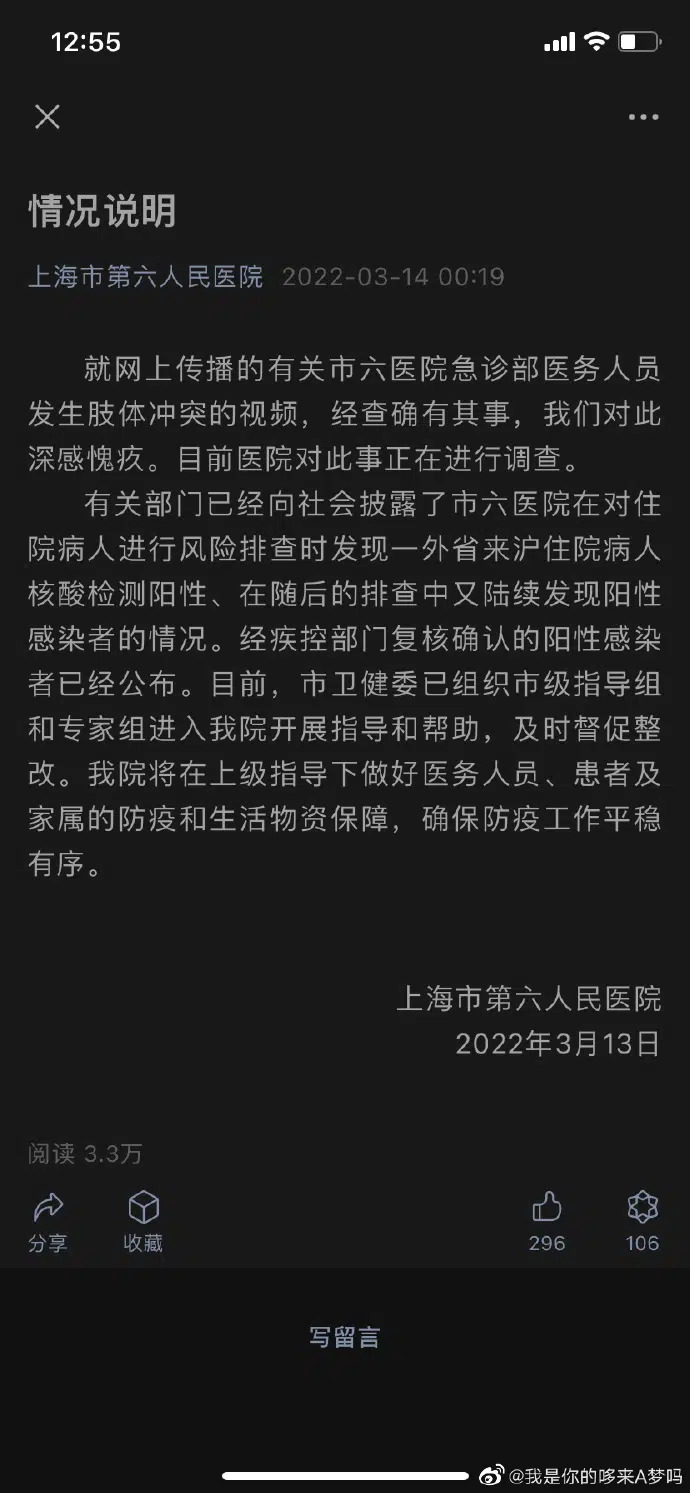 12:55
情况说明
上海市第六人民医院 2022-03-14 00:19
就网上传播的有关市六医院急诊部医务人员
发生肢体冲突的视频，经查确有其事，我们对此
深感愧疚。目前医院对此事正在进行调查。
有关部门已经向社会披露了市六医院在对住
院病人进行风险排查时发现一外省来沪住院病人
核酸检测阳性、在随后的排查中又陆续发现阳性
感染者的情况。经疾控部门复核确认的阳性感染
者已经公布。目前，市卫健委已组织市级指导组
和专家组进入我院开展指导和帮助，及时督促整
改。我院将在上级指导下做好医务人员、患者及
家属的防疫和生活物资保障，确保防疫工作平稳
有序。
上海市第六人民医院
2022年3月13日
阅读 3.3万
分享 收藏 296 106
写留言
@我是你的哆来A梦吗